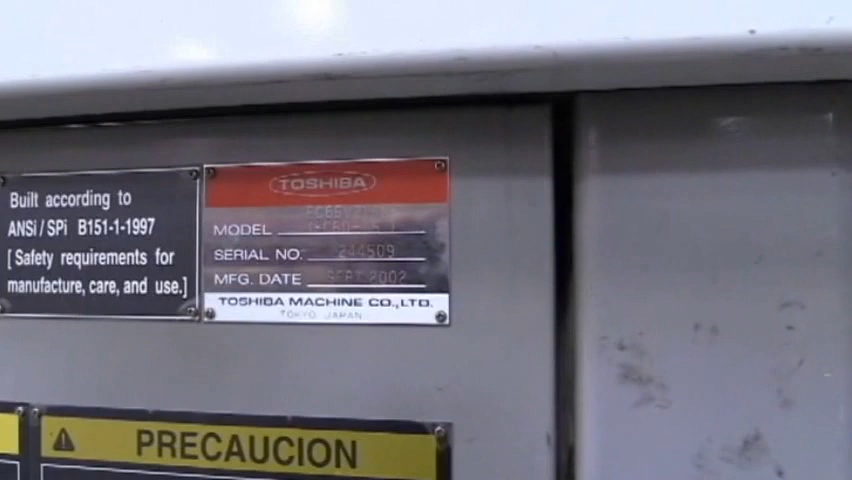 Built according to
ANSi/SPi B151-1-1997
[Safety requirements for
manufacture, care, and use.]
TOSHIBA
MODEL
SERIAL NO. 244509
MFG. DATE SEPT 2002
TOSHIBA MACHINE CO.,LTD.
TOKYO JAPAN
PRECAUCION